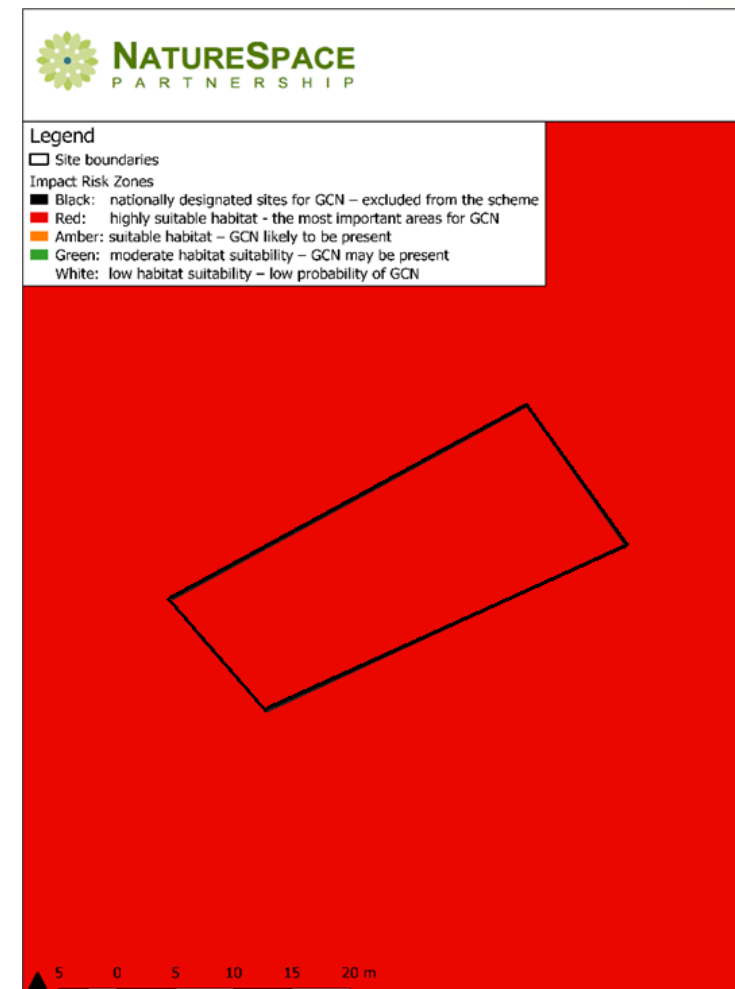 NATURESPACE
PARTNERSHIP
Legend
Site boundaries
Impact Risk Zones
Black: nationally designated sites for GCN – excluded from the scheme
Red: highly suitable habitat - the most important areas for GCN
Amber: suitable habitat – GCN likely to be present
Green: moderate habitat suitability – GCN may be present
White: low habitat suitability – low probability of GCN
5 0 5 10 15 20 m